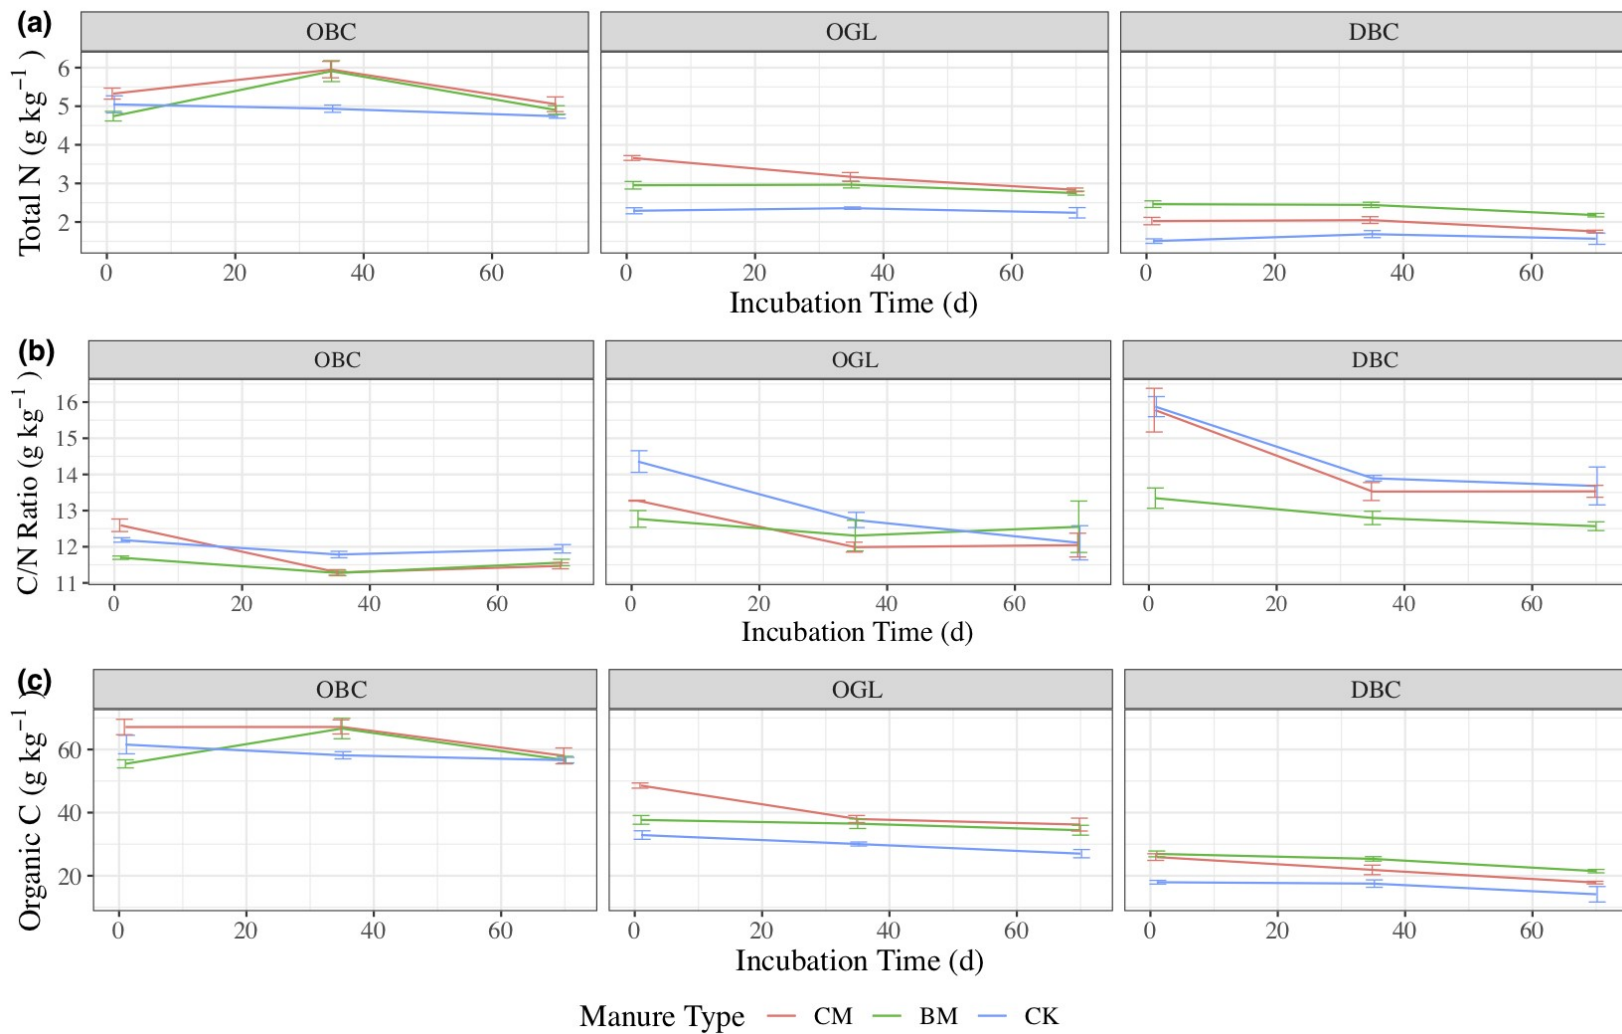 (a)
OBC OGL DBC
Total N (g kg⁻¹ )
6
5
4
3
2
0 20 40 60 0 20 40 60 0 20 40 60
Incubation Time (d)
(b)
OBC OGL DBC
C/N Ratio (g kg⁻¹ )
16
15
14
13
12
11
0 20 40 60 0 20 40 60 0 20 40 60
Incubation Time (d)
(c)
OBC OGL DBC
Organic C (g kg⁻¹ )
60
40
20
0 20 40 60 0 20 40 60 0 20 40 60
Incubation Time (d)
Manure Type CM BM CK